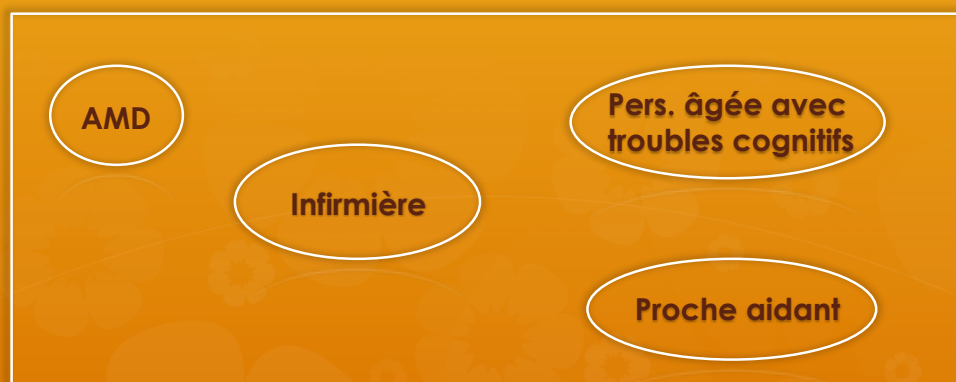 AMD
Pers. âgée avec
troubles cognitifs
Infirmière
Proche aidant